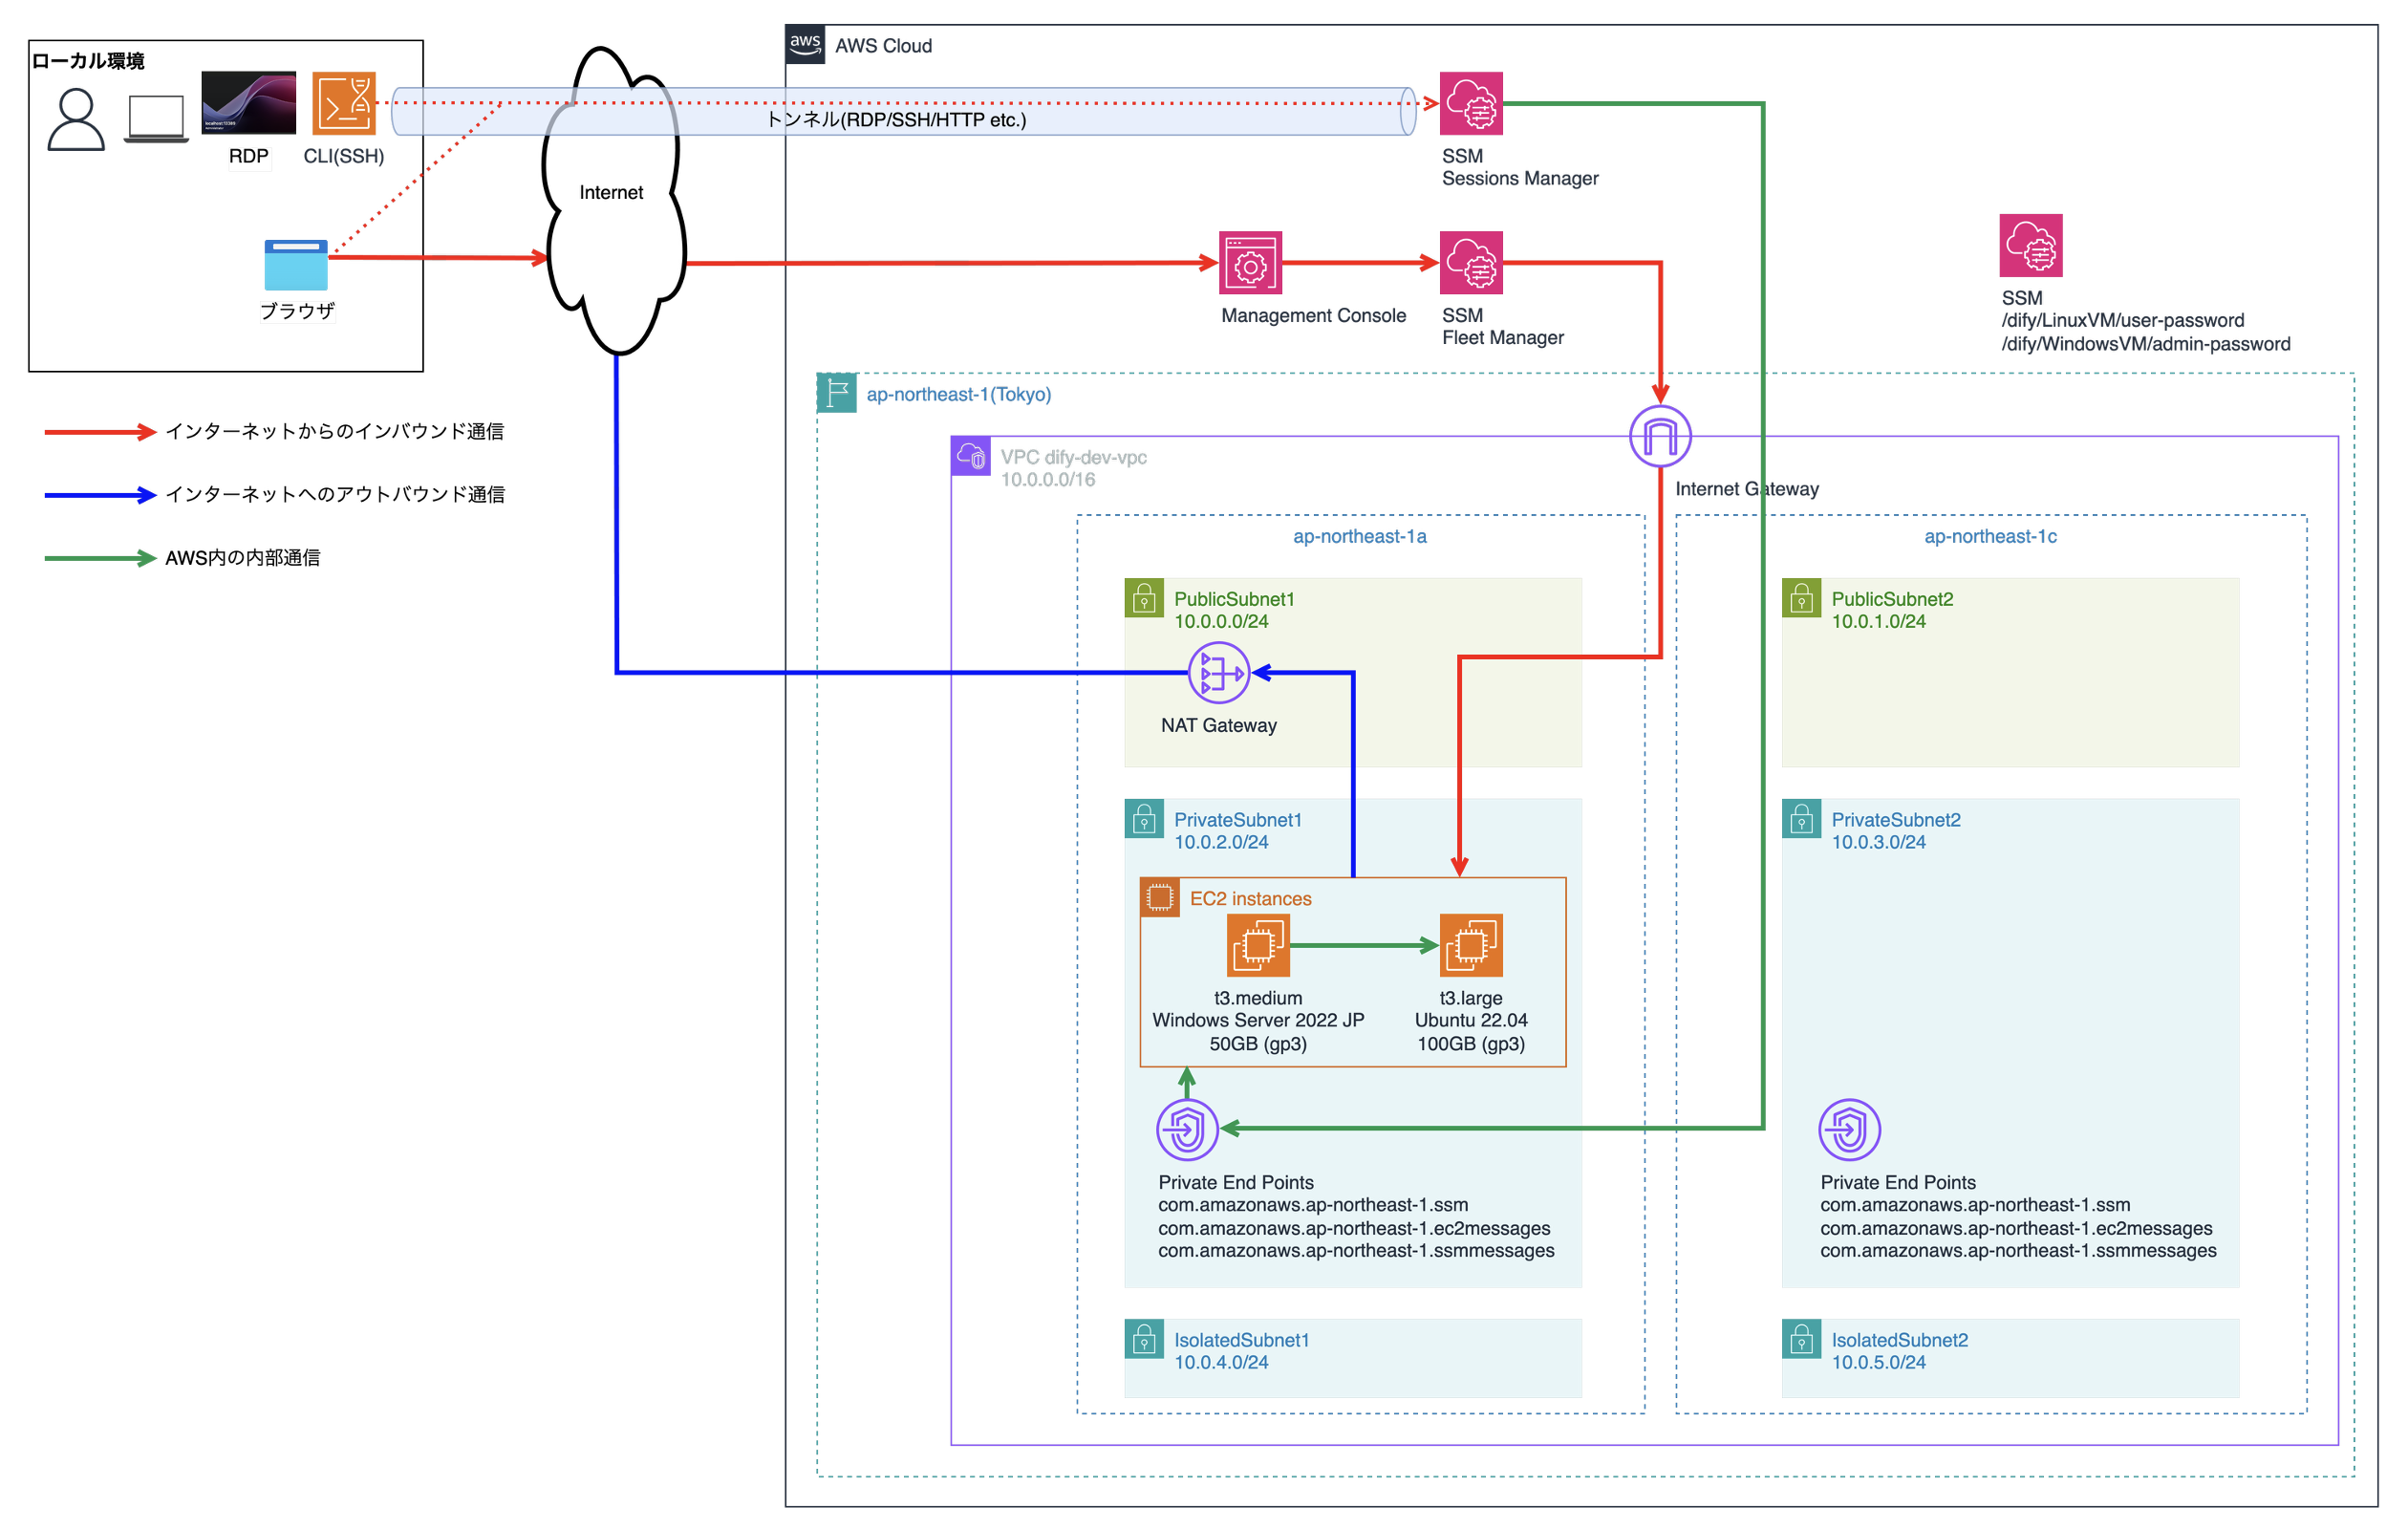 ローカル環境
RDP
CLI(SSH)
ブラウザ
インターネットからのインバウンド通信
インターネットへのアウトバウンド通信
AWS内の内部通信
Internet
トンネル(RDP/SSH/HTTP etc.)
aws
AWS Cloud
SSM
Sessions Manager
Management Console
SSM
Fleet Manager
SSM
/dify/LinuxVM/user-password
/dify/WindowsVM/admin-password
ap-northeast-1(Tokyo)
VPC dify-dev-vpc
10.0.0.0/16
Internet Gateway
ap-northeast-1a
PublicSubnet1
10.0.0.0/24
NAT Gateway
PrivateSubnet1
10.0.2.0/24
EC2 instances
t3.medium
Windows Server 2022 JP
50GB (gp3)
t3.large
Ubuntu 22.04
100GB (gp3)
Private End Points
com.amazonaws.ap-northeast-1.ssm
com.amazonaws.ap-northeast-1.ec2messages
com.amazonaws.ap-northeast-1.ssmmessages
IsolatedSubnet1
10.0.4.0/24
ap-northeast-1c
PublicSubnet2
10.0.1.0/24
PrivateSubnet2
10.0.3.0/24
Private End Points
com.amazonaws.ap-northeast-1.ssm
com.amazonaws.ap-northeast-1.ec2messages
com.amazonaws.ap-northeast-1.ssmmessages
IsolatedSubnet2
10.0.5.0/24